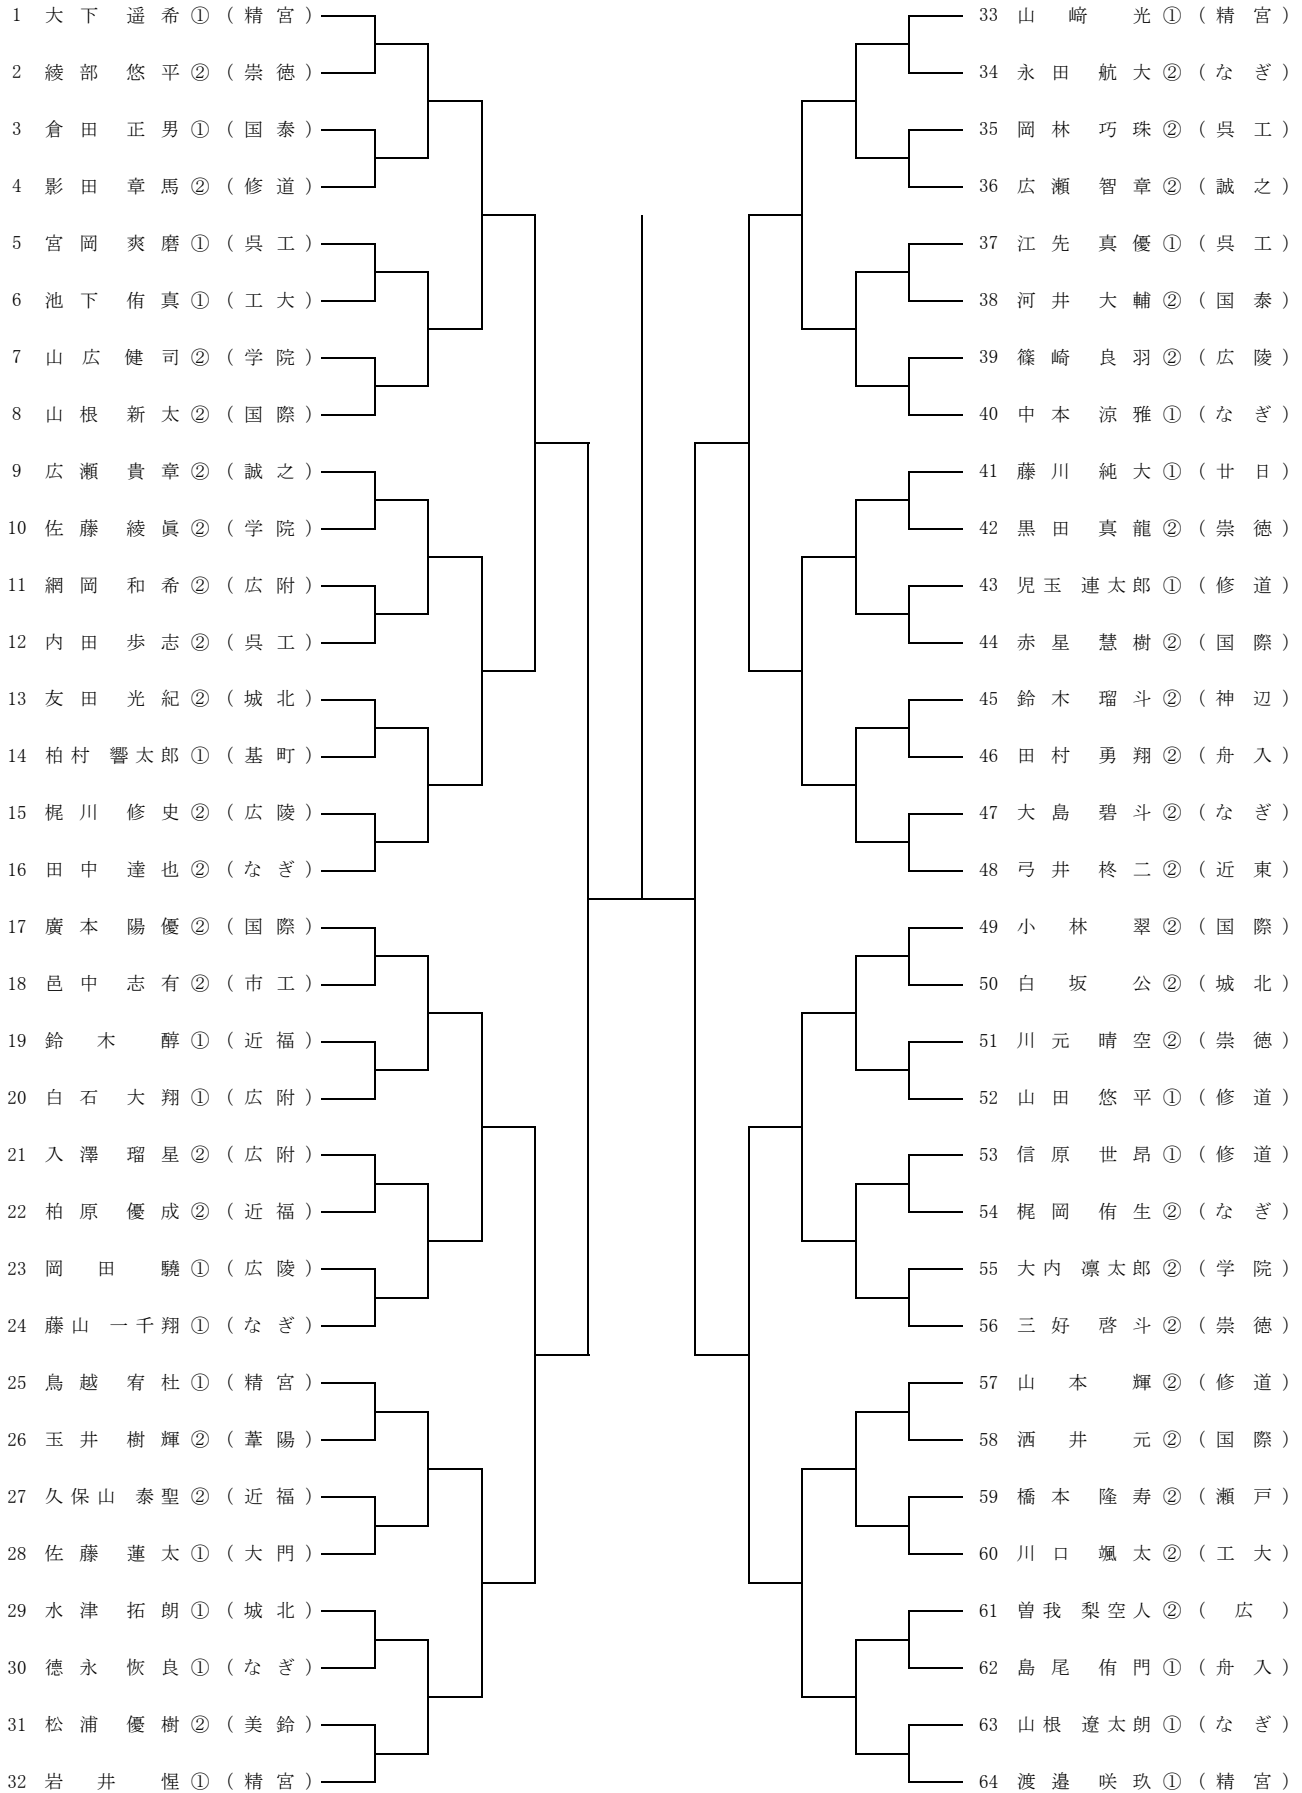 1 大下 遥希 ① (精宮)
2 綾部 悠平 ② (崇徳)
3 倉田 正男 ① (国泰)
4 影田 章馬 ② (修道)
5 宮岡 爽磨 ① (呉工)
6 池下 侑真 ① (工大)
7 山広 健司 ② (学院)
8 山根 新太 ② (国際)
9 広瀬 貴章 ② (誠之)
10 佐藤 綾眞 ② (学院)
11 網岡 和希 ② (広附)
12 内田 歩志 ② (呉工)
13 友田 光紀 ② (城北)
14 柏村 響太郎 ① (基町)
15 梶川 修史 ② (広陵)
16 田中 達也 ② (なぎ)
17 廣本 陽優 ② (国際)
18 邑中 志有 ② (市工)
19 鈴木 醇 ① (近福)
20 白石 大翔 ① (広附)
21 入澤 瑠星 ② (広附)
22 柏原 優成 ② (近福)
23 岡田 驍 ① (広陵)
24 藤山 一千翔 ① (なぎ)
25 鳥越 宥杜 ① (精宮)
26 玉井 樹輝 ② (葦陽)
27 久保山 泰聖 ② (近福)
28 佐藤 蓮太 ① (大門)
29 水津 拓朗 ① (城北)
30 德永 恢良 ① (なぎ)
31 松浦 優樹 ② (美鈴)
32 岩井 惺 ① (精宮)
33 山﨑 光 ① (精宮)
34 永田 航大 ② (なぎ)
35 岡林 巧珠 ② (呉工)
36 広瀬 智章 ② (誠之)
37 江先 真優 ① (呉工)
38 河井 大輔 ② (国泰)
39 篠崎 良羽 ② (広陵)
40 中本 涼雅 ① (なぎ)
41 藤川 純大 ① (廿日)
42 黒田 真龍 ② (崇徳)
43 児玉 連太郎 ① (修道)
44 赤星 慧樹 ② (国際)
45 鈴木 瑠斗 ② (神辺)
46 田村 勇翔 ② (舟入)
47 大島 碧斗 ② (なぎ)
48 弓井 柊二 ② (近東)
49 小林 翠 ② (国際)
50 白坂 公 ② (城北)
51 川元 晴空 ② (崇徳)
52 山田 悠平 ① (修道)
53 信原 世昂 ① (修道)
54 梶岡 侑生 ② (なぎ)
55 大内 凛太郎 ② (学院)
56 三好 啓斗 ② (崇徳)
57 山本 輝 ② (修道)
58 洒井 元 ② (国際)
59 橋本 隆寿 ② (瀬戸)
60 川口 颯太 ② (工大)
61 曽我 梨空人 ② (広)
62 島尾 侑門 ① (舟入)
63 山根 遼太朗 ① (なぎ)
64 渡邉 咲玖 ① (精宮)